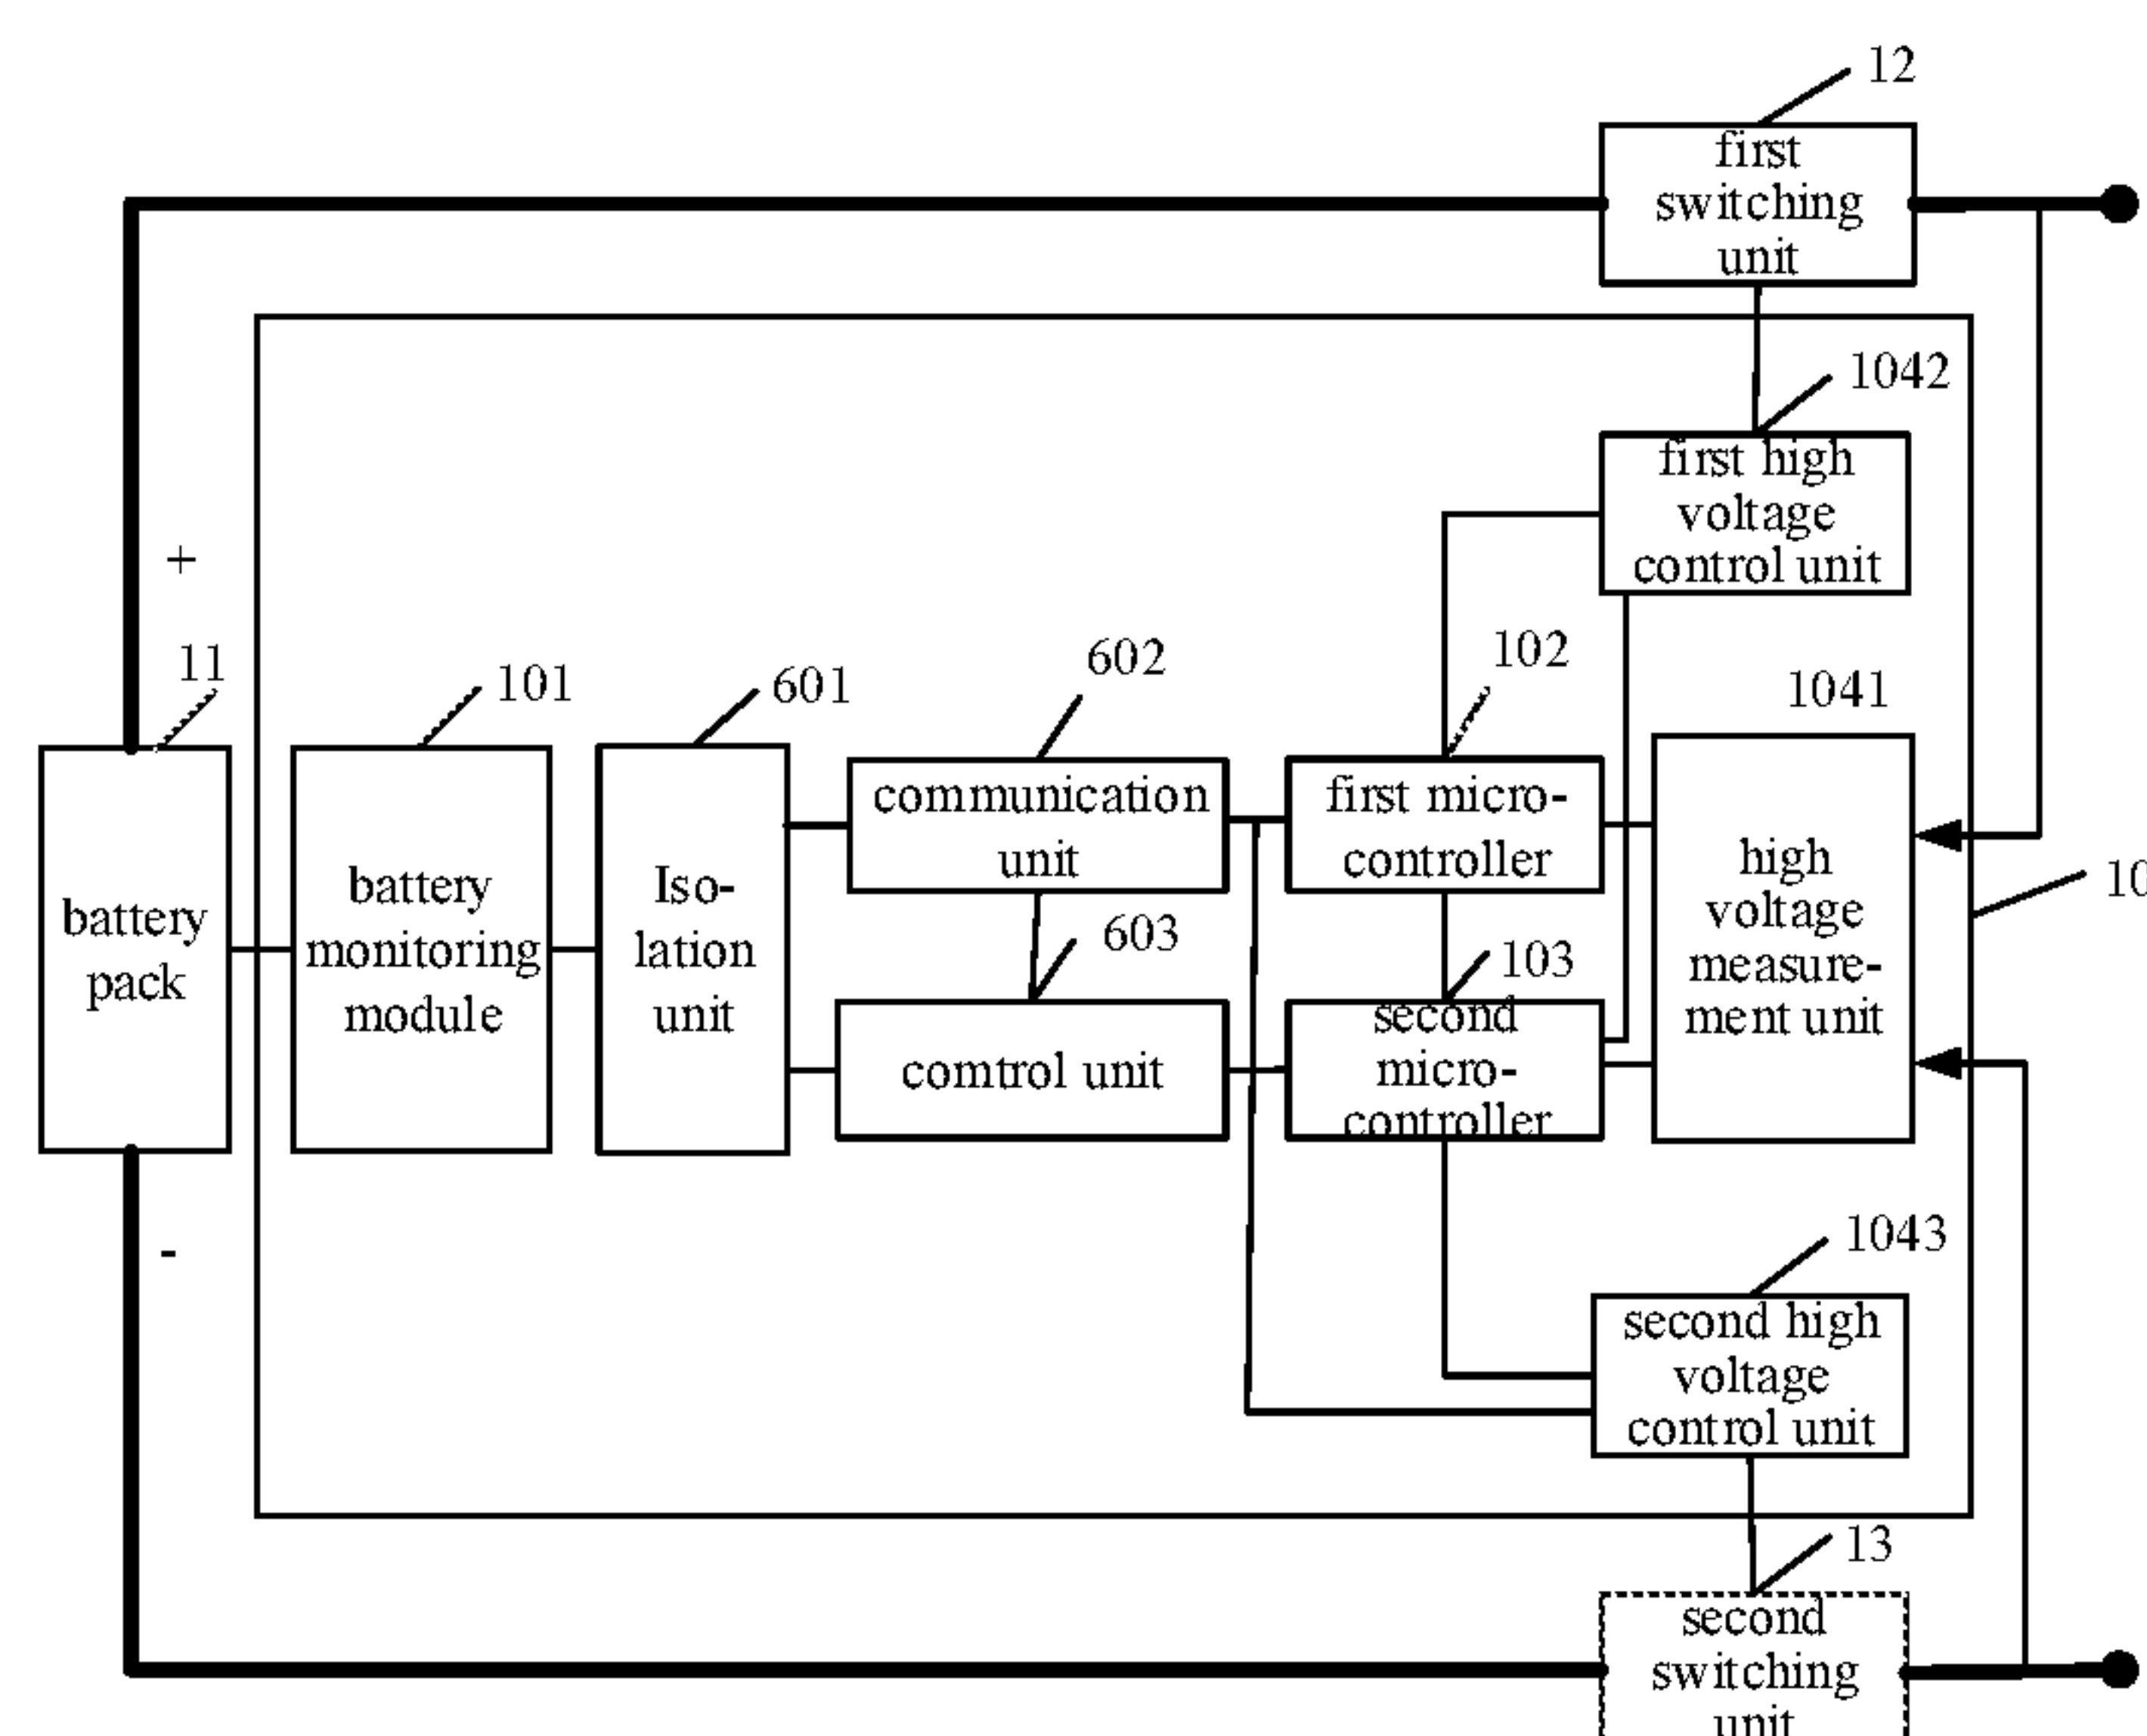 12
first
switching
unit
1042
first high
voltage
control unit
+
11
101
601
602
102
1041
battery
pack
battery
monitoring
module
Iso-
lation
unit
communication
unit
first micro-
controller
high
voltage
measure-
ment unit
10
603
103
comtrol unit
second
micro-
controller
-
1043
second high
voltage
control unit
13
second
switching
unit